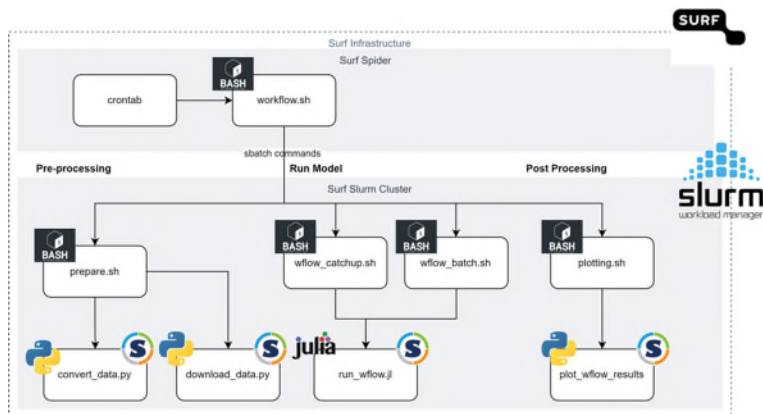 SURF
Surf Infrastructure
Surf Spider
BASH
crontab
workflow.sh
sbatch commands
Pre-processing
Run Model
Post Processing
slurm
workload manager
Surf Slurm Cluster
BASH
BASH
BASH
BASH
prepare.sh
wflow_catchup.sh
wflow_batch.sh
plotting.sh
julia
convert_data.py
download_data.py
run_wflow.jl
plot_wflow_results